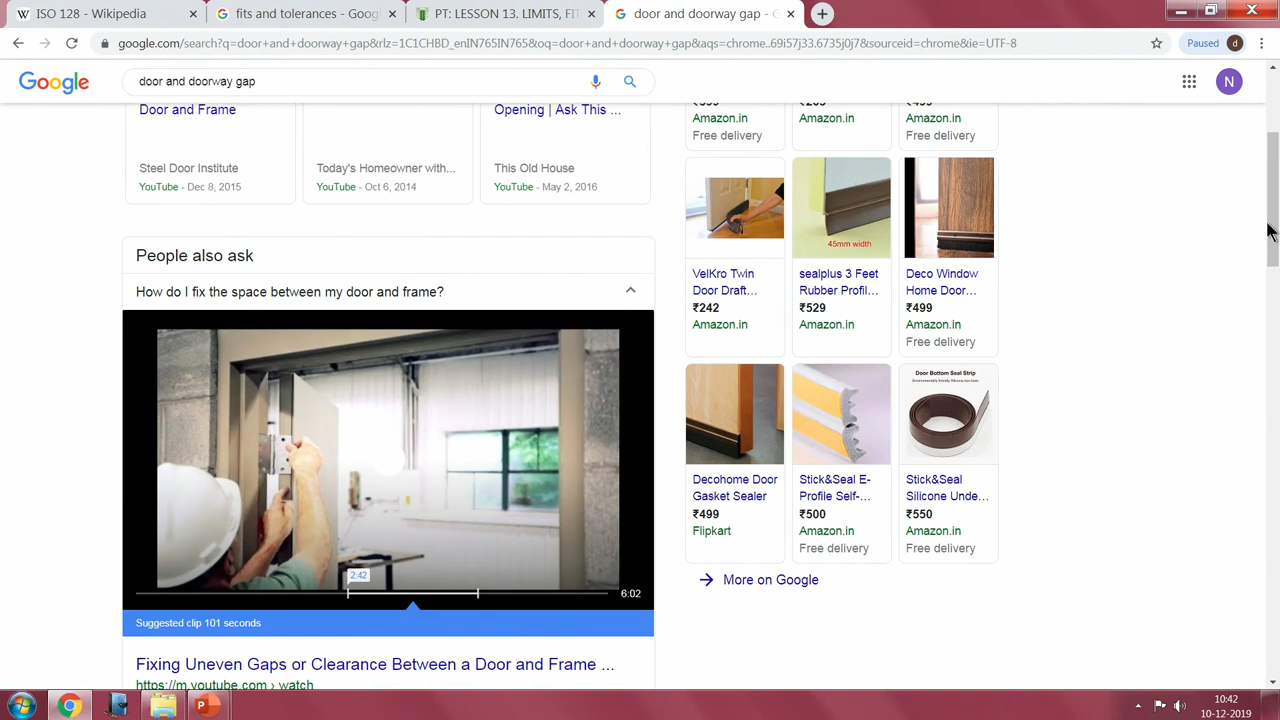 ISO 128 - Wikipedia
fits and tolerances - Goog
PT: LESSON 13. LIMITS, FIT
door and doorway gap - G
google.com/search?q=door+and+doorway+gap&rlz=1C1CHBD_enIN765IN65&q=door+and+doorway+gap&aqs=chrome..69i57j33.6735j0j7&sourceid=chrome&ie=UTF-8
Paused
d
Google
door and doorway gap
N
Door and Frame
Steel Door Institute
YouTube - Dec 8, 2015
Today's Homeowner with...
YouTube - Oct 6, 2014
Opening | Ask This ...
This Old House
YouTube - May 2, 2016
Amazon.in
Free delivery
Amazon.in
Amazon.in
Free delivery
People also ask
How do I fix the space between my door and frame?
2:42
6:02
Suggested clip 101 seconds
Fixing Uneven Gaps or Clearance Between a Door and Frame ...
https://m.youtube.com › watch
VelKro Twin
Door Draft...
₹242
Amazon.in
45mm width
sealplus 3 Feet
Rubber Profil...
₹529
Amazon.in
Deco Window
Home Door...
₹499
Amazon.in
Free delivery
Decohome Door
Gasket Sealer
₹499
Flipkart
Stick&Seal E-
Profile Self-...
₹500
Amazon.in
Free delivery
Door Bottom Seal Strip
Stick&Seal
Silicone Unde...
₹550
Amazon.in
Free delivery
More on Google
10:42
10-12-2019